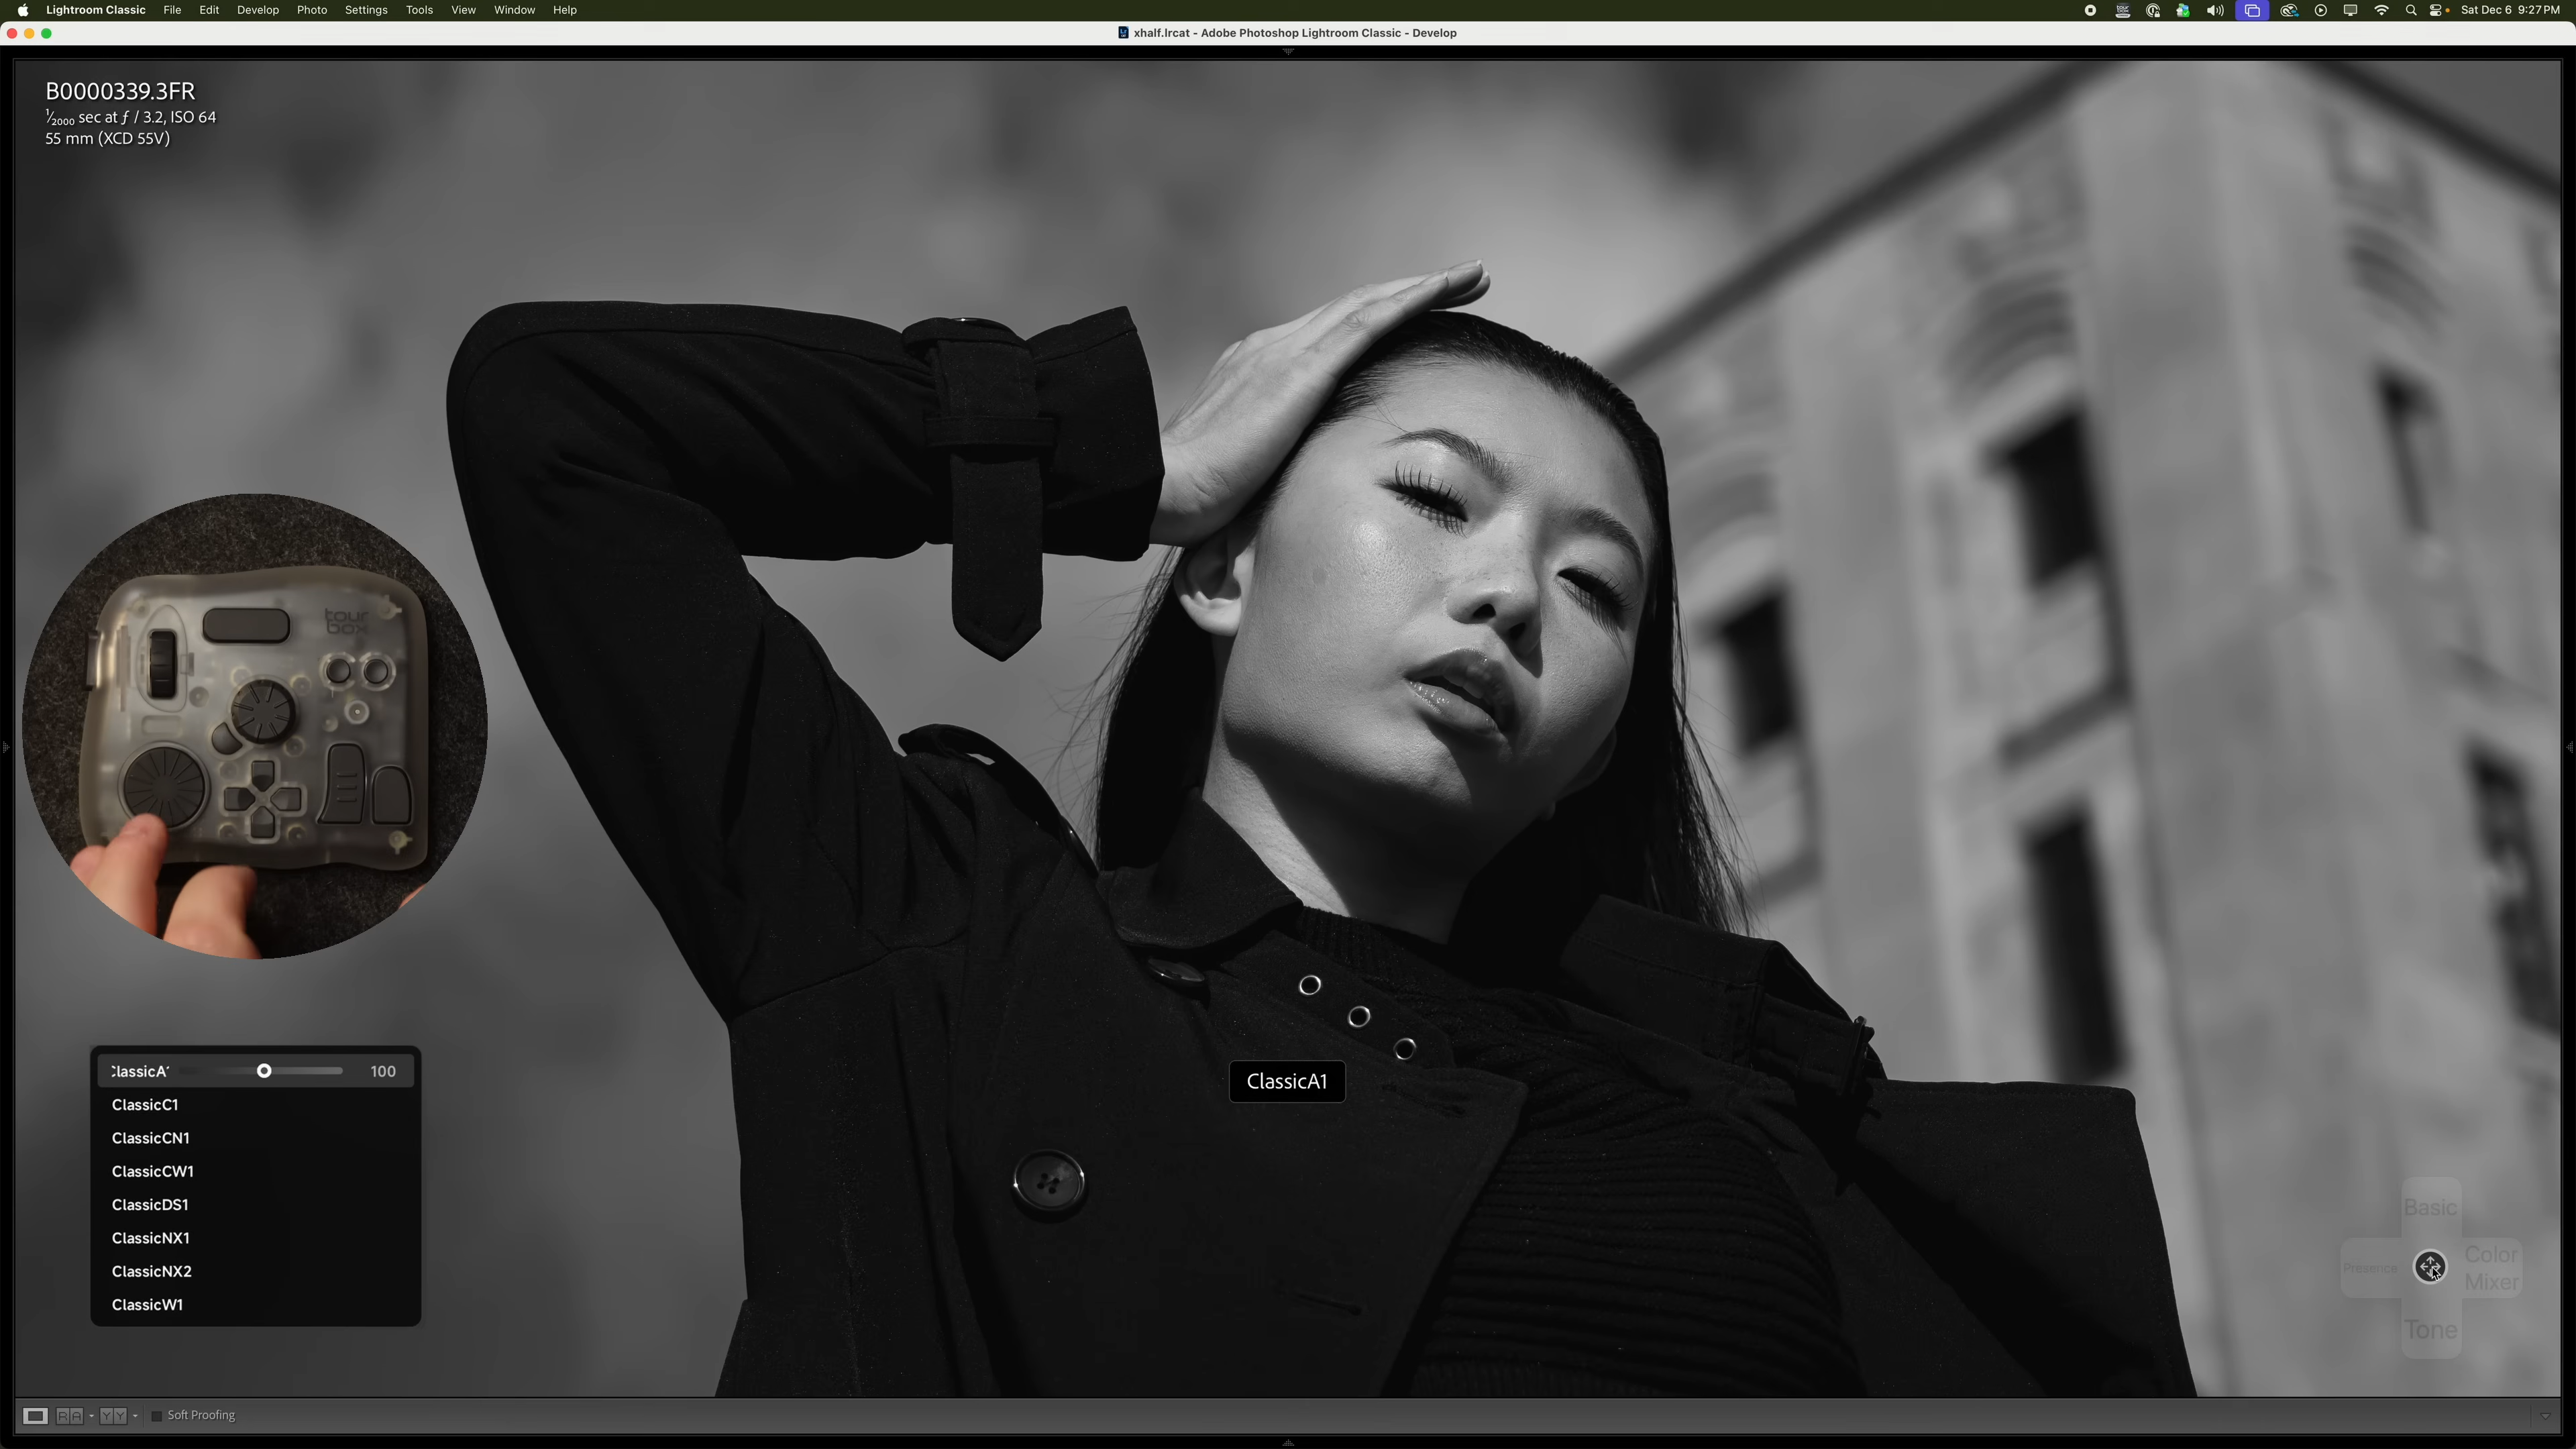 Lightroom Classic File Edit Develop Photo Settings Tools View Window Help
Sat Dec 6 9:27 PM
xhalf.lrcat - Adobe Photoshop Lightroom Classic - Develop
B0000339.3FR
1/2000 sec at ƒ / 3.2, ISO 64
55 mm (XCD 55V)
tour
box
ClassicA1 100
ClassicC1
ClassicCN1
ClassicCW1
ClassicDS1
ClassicNX1
ClassicNX2
ClassicW1
ClassicA1
Basic
Presence
Color
Mixer
Tone
R A
Y Y
Soft Proofing